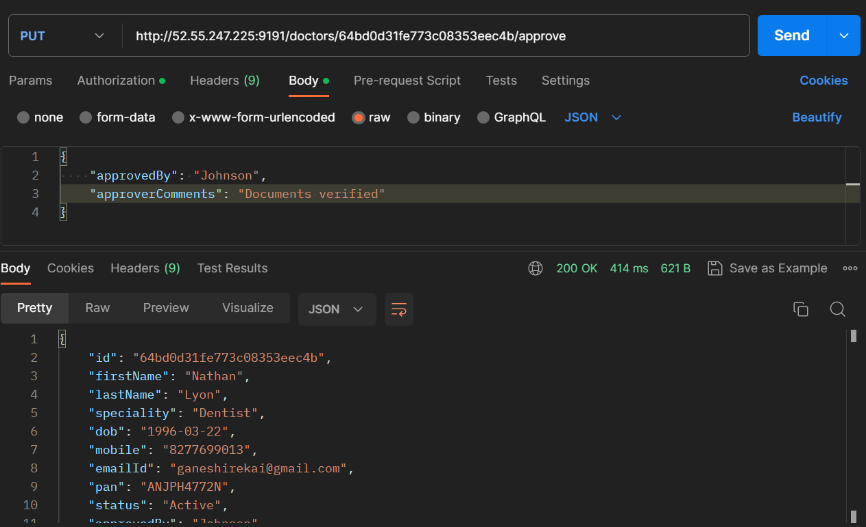 PUT http://52.55.247.225:9191/doctors/64bd0d31fe773c08353eec4b/approve Send
Params Authorization Headers (9) Body Pre-request Script Tests Settings Cookies
none form-data x-www-form-urlencoded raw binary GraphQL JSON Beautify
1 {
2 "approvedBy": "Johnson",
3 "approverComments": "Documents verified"
4 }
Body Cookies Headers (9) Test Results 200 OK 414 ms 621 B Save as Example
Pretty Raw Preview Visualize JSON
1 {
2 "id": "64bd0d31fe773c08353eec4b",
3 "firstName": "Nathan",
4 "lastName": "Lyon",
5 "speciality": "Dentist",
6 "dob": "1996-03-22",
7 "mobile": "8277699013",
8 "emailId": "ganeshirekai@gmail.com",
9 "pan": "ANJPH4772N",
10 "status": "Active",
11 "approvedBy": "Johnson"